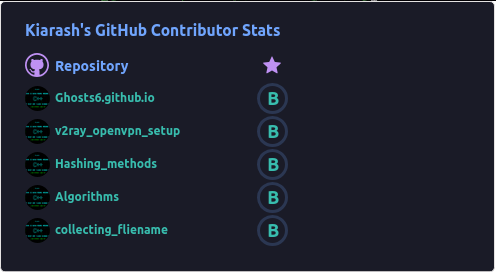 Kiarash's GitHub Contributor Stats
Repository
Ghosts6.github.io B
v2ray_openvpn_setup B
Hashing_methods B
Algorithms B
collecting_fliename B